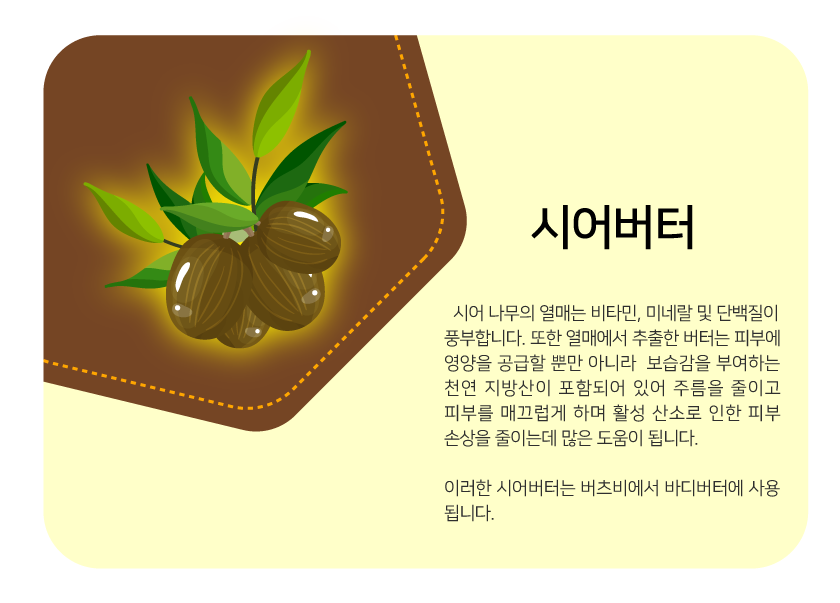 시어버터
시어 나무의 열매는 비타민, 미네랄 및 단백질이
풍부합니다. 또한 열매에서 추출한 버터는 피부에
영양을 공급할 뿐만 아니라 보습감을 부여하는
천연 지방산이 포함되어 있어 주름을 줄이고
피부를 매끄럽게 하며 활성 산소로 인한 피부
손상을 줄이는데 많은 도움이 됩니다.
이러한 시어버터는 버츠비에서 바디버터에 사용
됩니다.